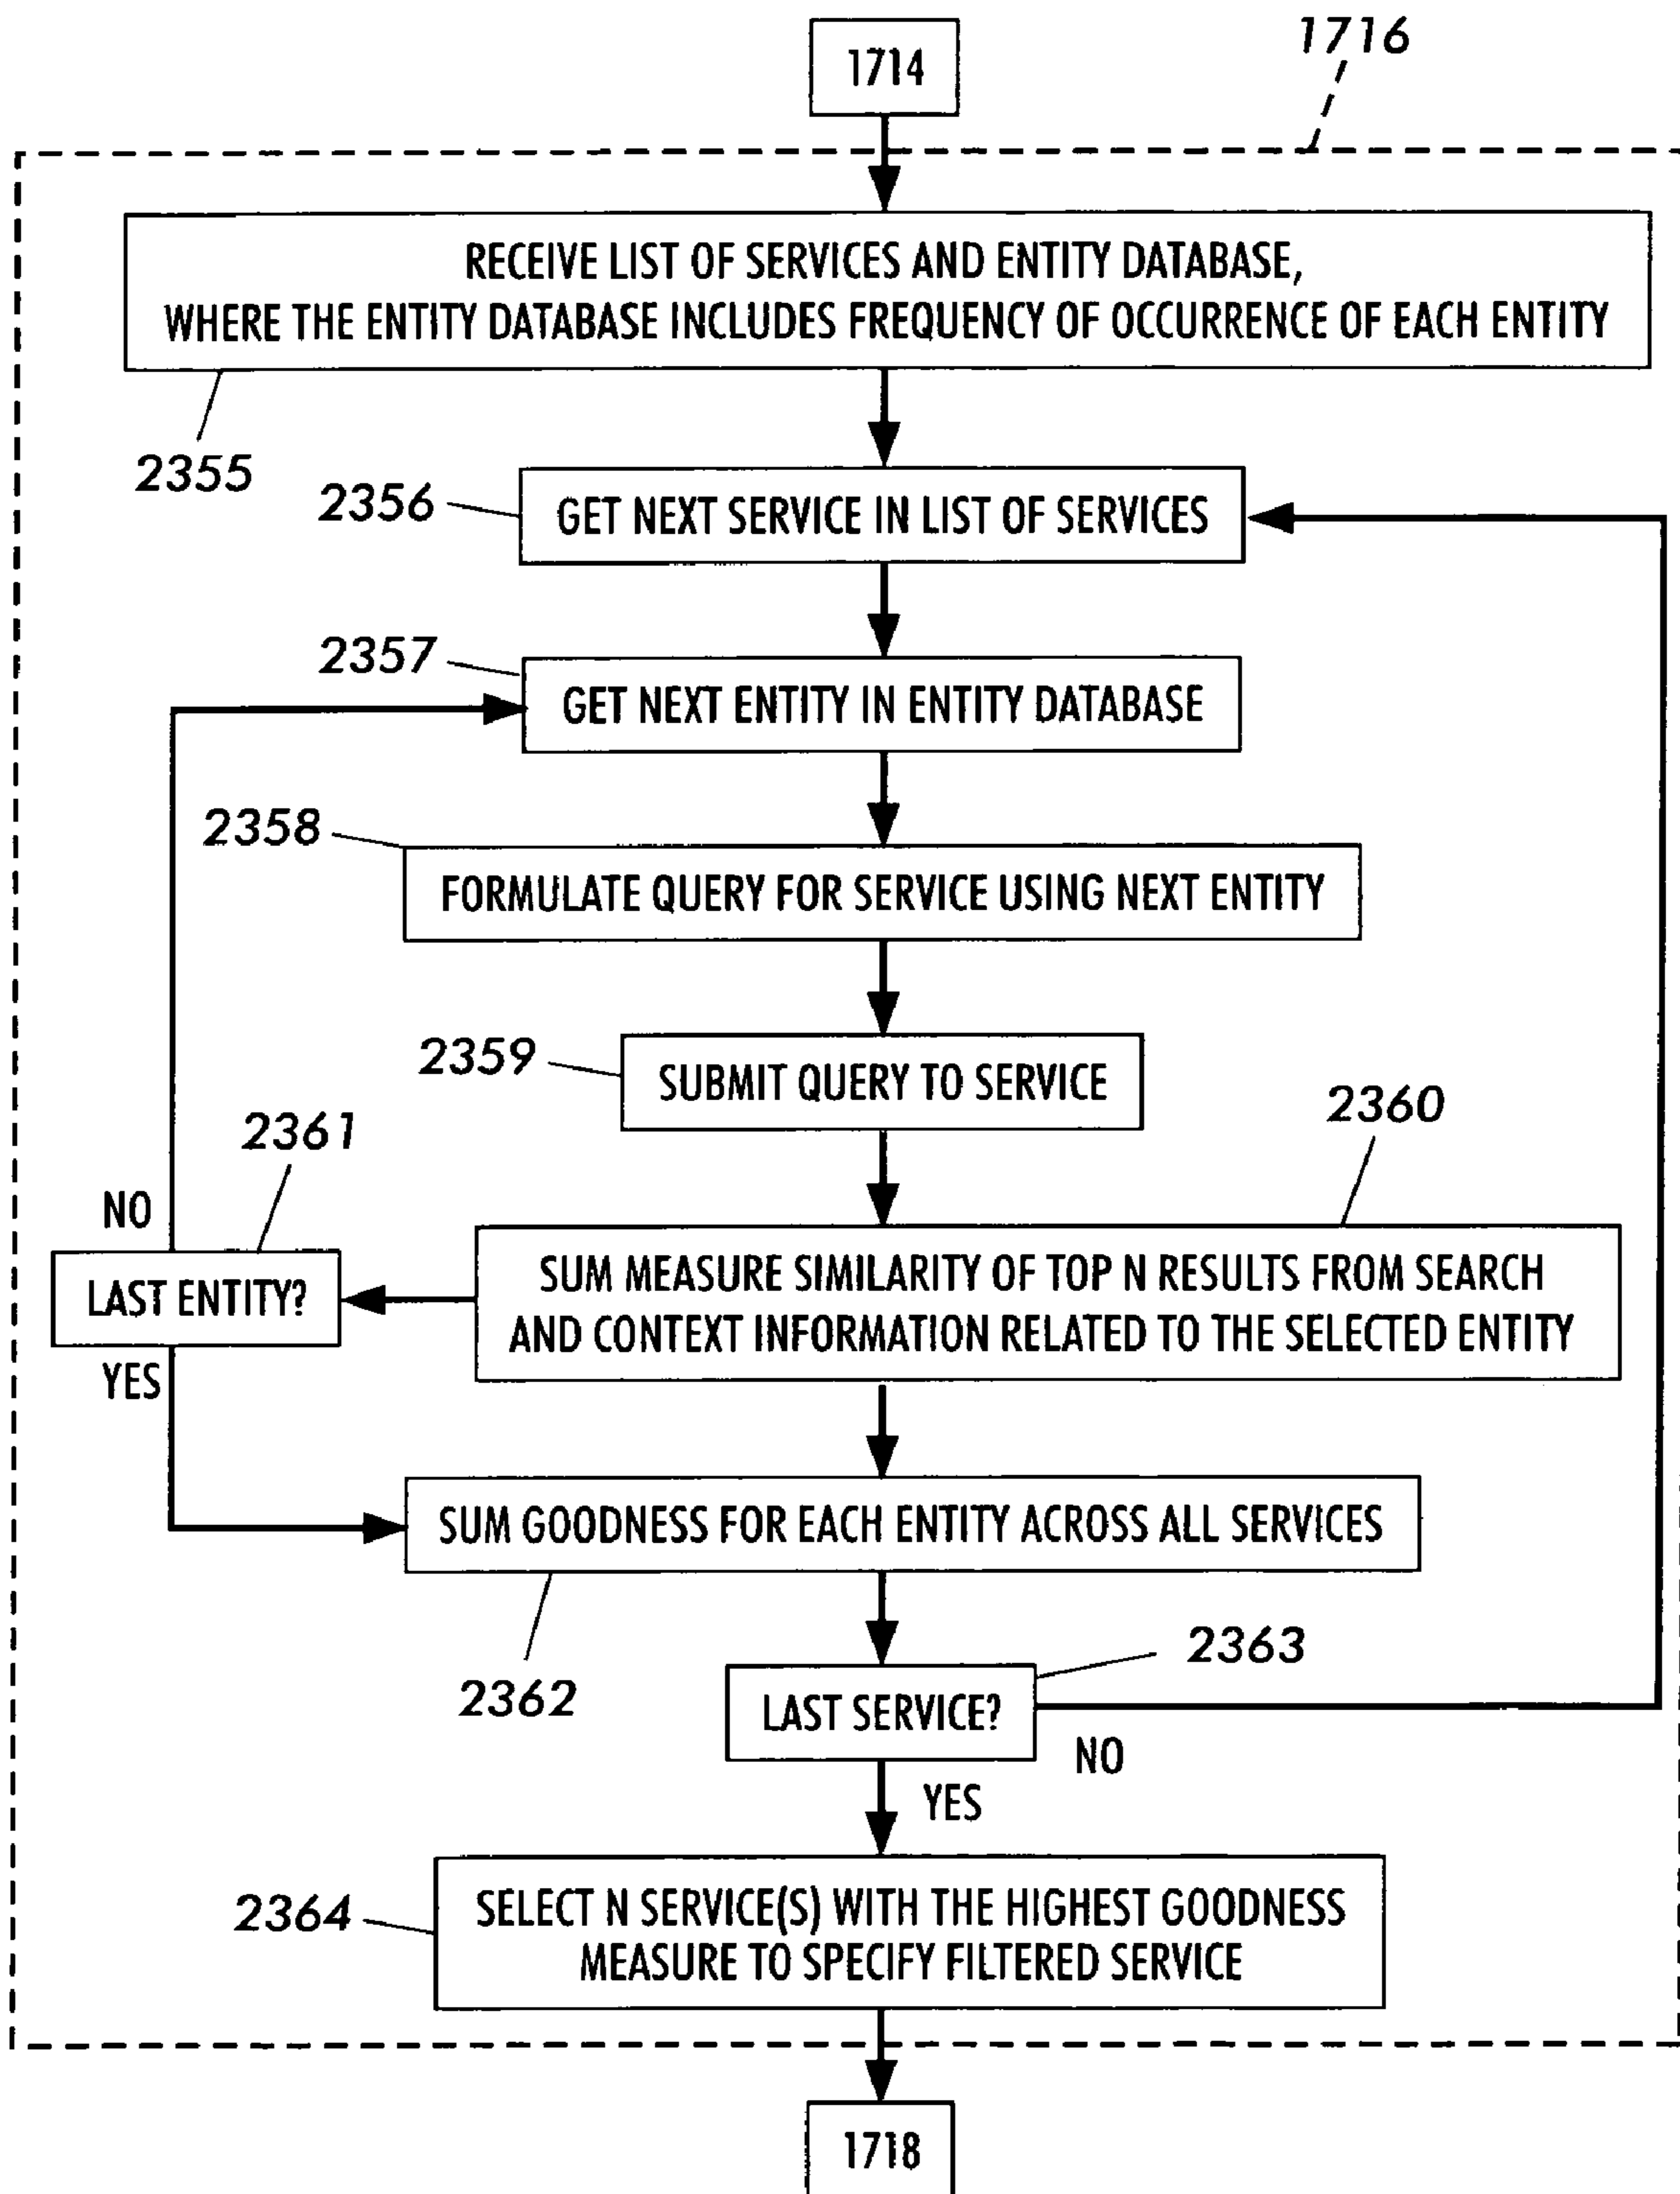 1714
1716
RECEIVE LIST OF SERVICES AND ENTITY DATABASE,
WHERE THE ENTITY DATABASE INCLUDES FREQUENCY OF OCCURRENCE OF EACH ENTITY
2355
2356
GET NEXT SERVICE IN LIST OF SERVICES
2357
GET NEXT ENTITY IN ENTITY DATABASE
2358
FORMULATE QUERY FOR SERVICE USING NEXT ENTITY
2359
SUBMIT QUERY TO SERVICE
2360
2361
NO
LAST ENTITY?
YES
SUM MEASURE SIMILARITY OF TOP N RESULTS FROM SEARCH
AND CONTEXT INFORMATION RELATED TO THE SELECTED ENTITY
SUM GOODNESS FOR EACH ENTITY ACROSS ALL SERVICES
2362
2363
LAST SERVICE?
NO
YES
2364
SELECT N SERVICE(S) WITH THE HIGHEST GOODNESS
MEASURE TO SPECIFY FILTERED SERVICE
1718